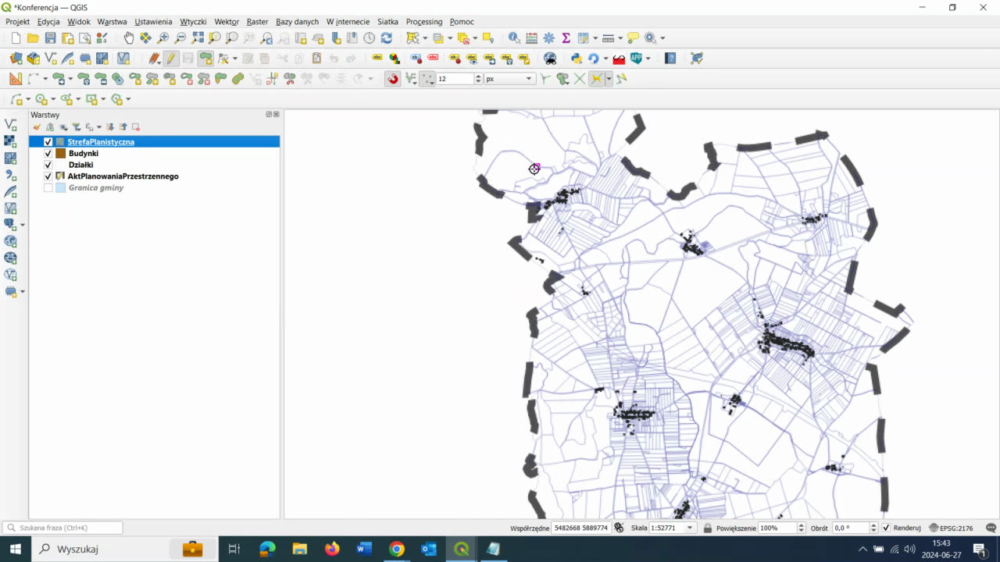 *Konferencja — QGIS
Projekt Edycja Widok Warstwa Ustawienia Wtyczki Wektor Raster Bazy danych W internecie Siatka Processing Pomoc
12 px
Warstwy
StrefaPlanistyczna
Budynki
Działki
AktPlanowaniaPrzestrzennego
Granica gminy
Szukana fraza (Ctrl+K) Współrzędne 5482668 5889774 Skala 1:52771 Powiększenie 100% Obrót 0,0 ° Renderuj EPSG:2176
Wyszukaj
15:43
2024-06-27
1